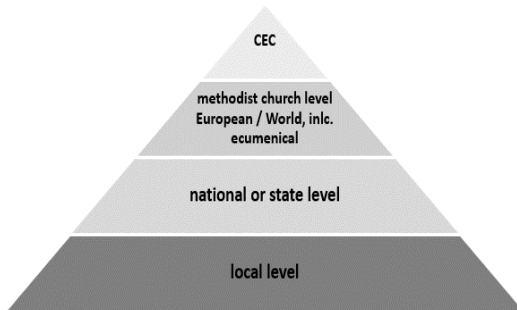 CEC
methodist church level
European / World, inlc.
ecumenical
national or state level
local level